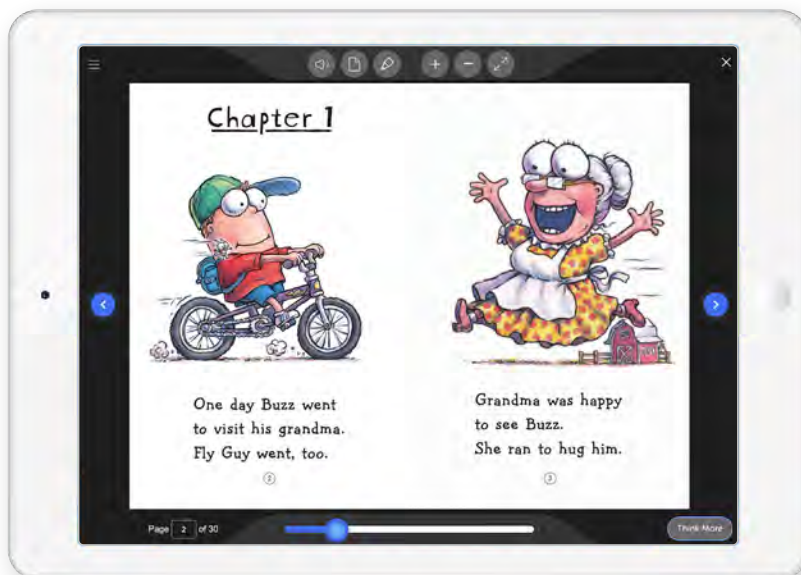 Chapter 1
One day Buzz went
to visit his grandma.
Fly Guy went, too.
2
Grandma was happy
to see Buzz.
She ran to hug him.
3
Page 2 of 30
Think More